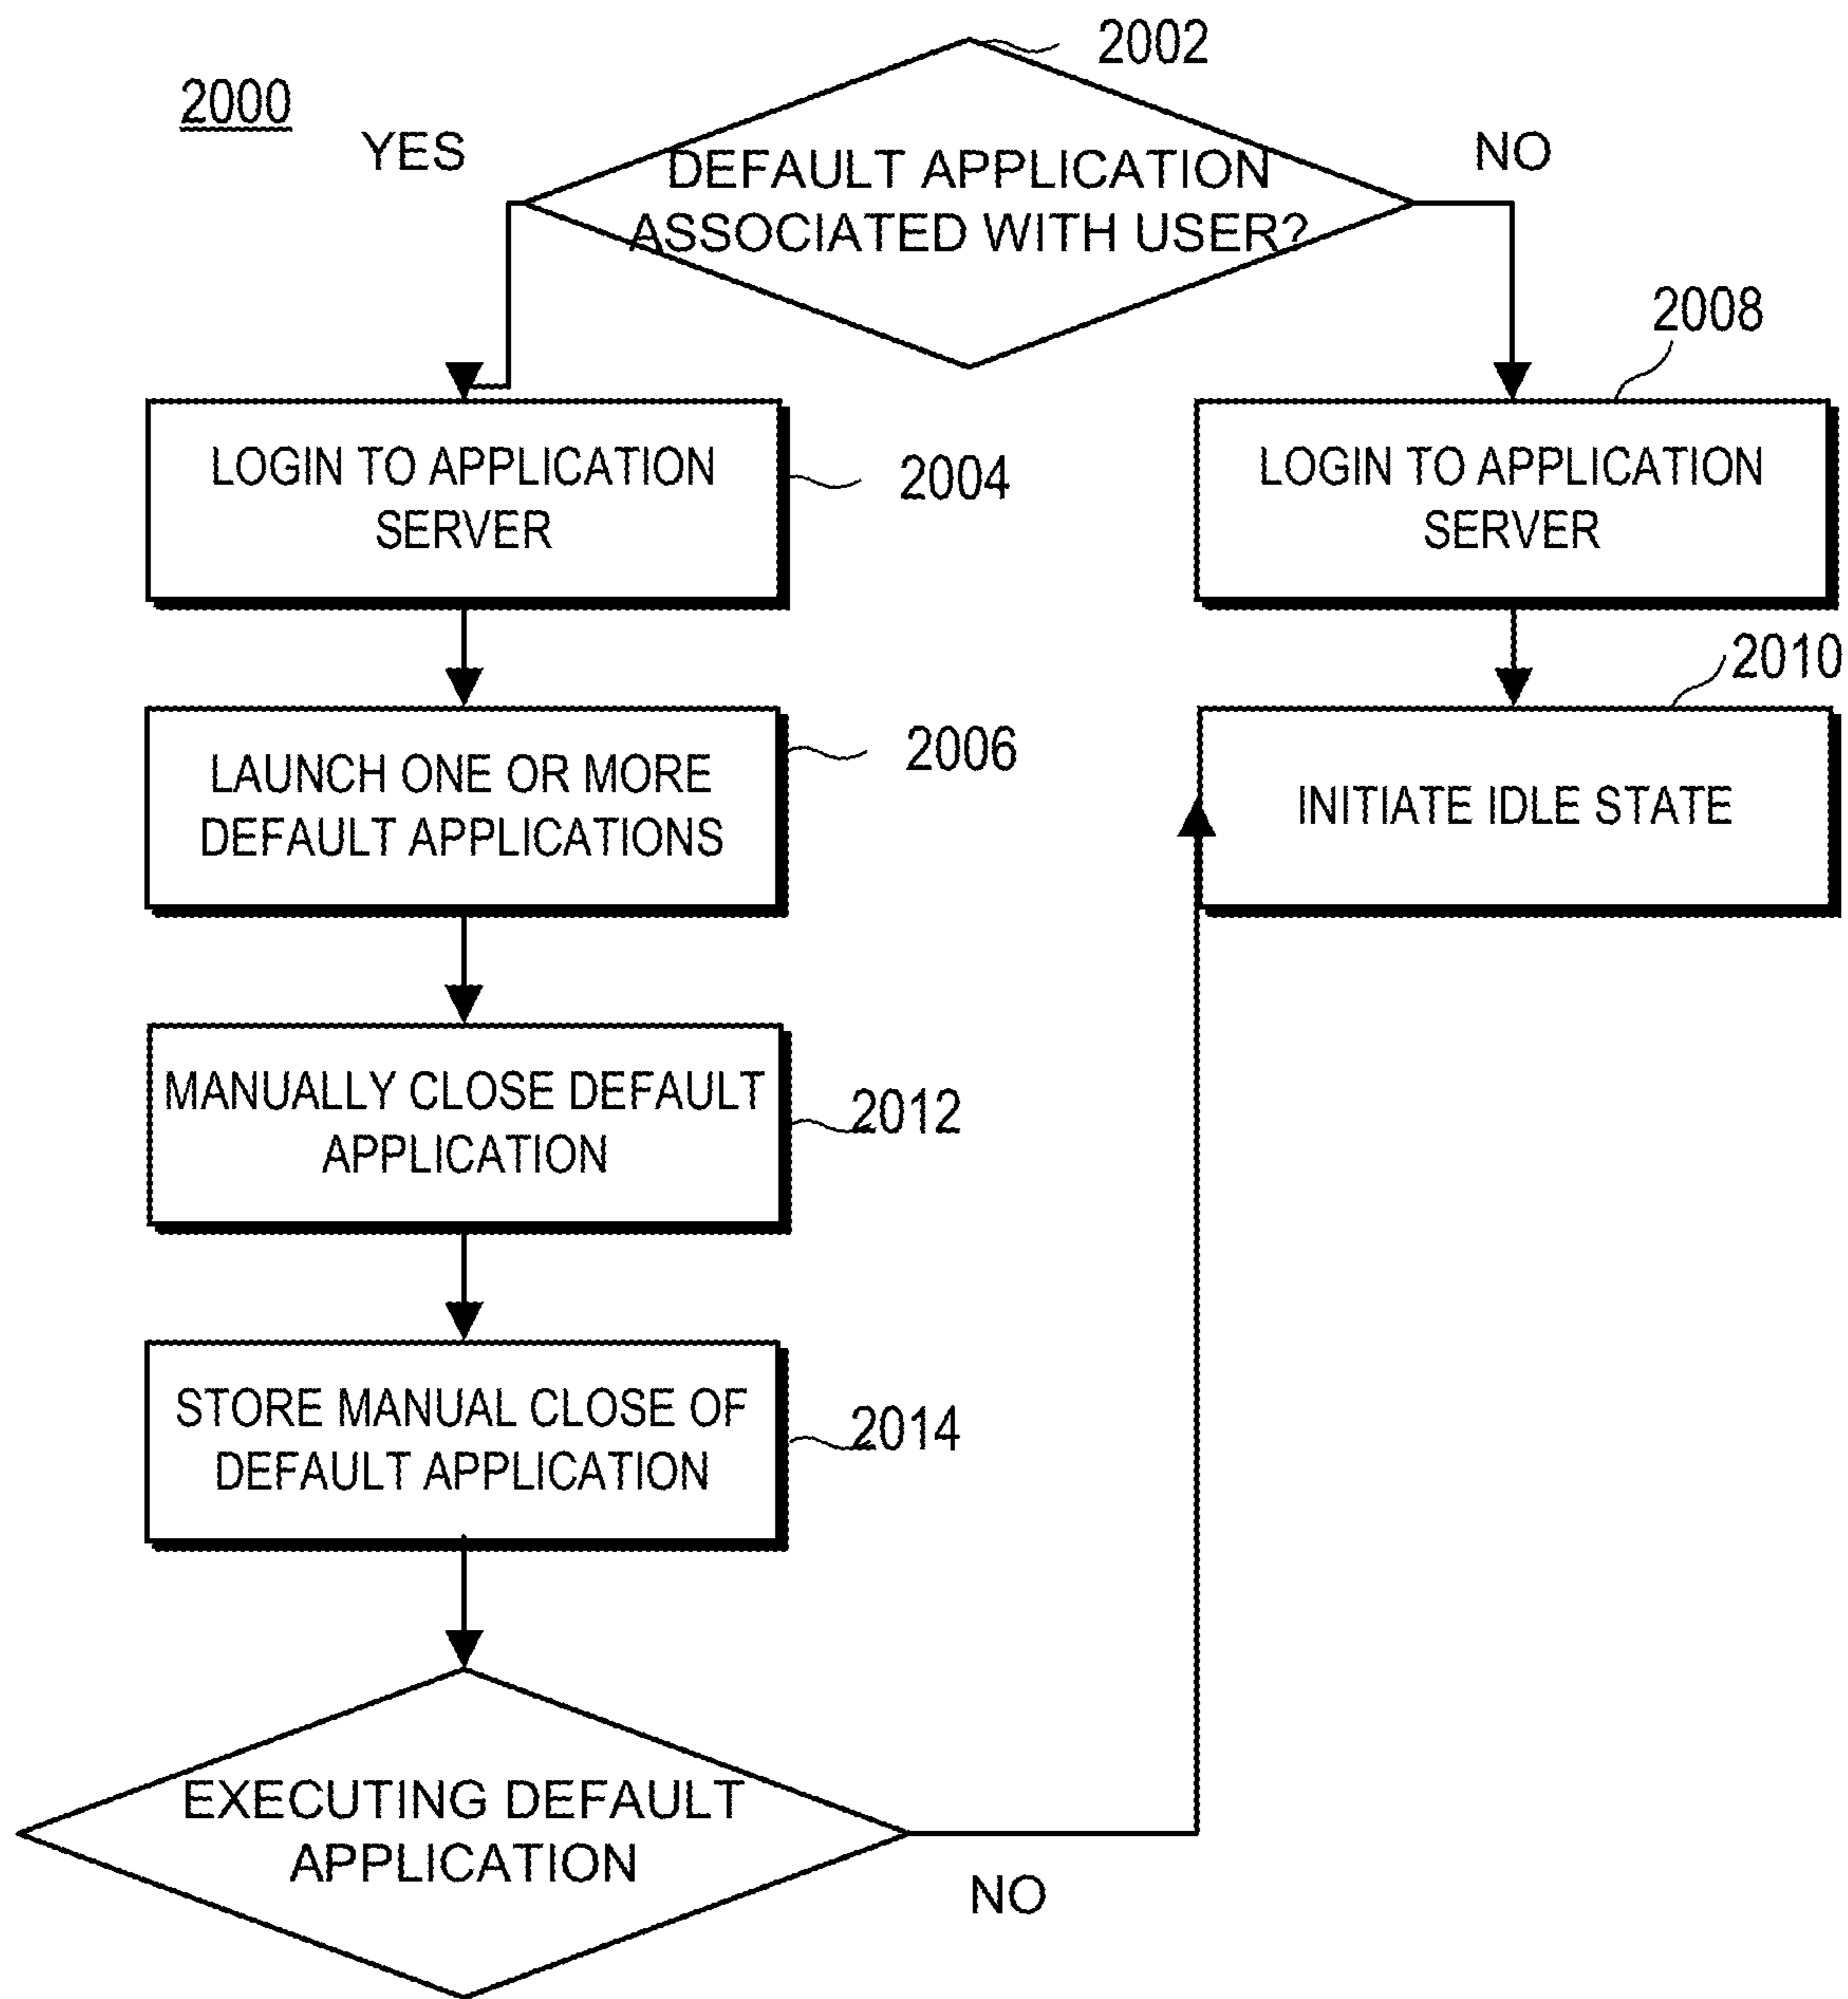 2000
2002
YES
NO
DEFAULT APPLICATION
ASSOCIATED WITH USER?
2008
LOGIN TO APPLICATION
SERVER
2004
LOGIN TO APPLICATION
SERVER
2010
LAUNCH ONE OR MORE
DEFAULT APPLICATIONS
2006
INITIATE IDLE STATE
MANUALLY CLOSE DEFAULT
APPLICATION
2012
STORE MANUAL CLOSE OF
DEFAULT APPLICATION
2014
EXECUTING DEFAULT
APPLICATION
NO